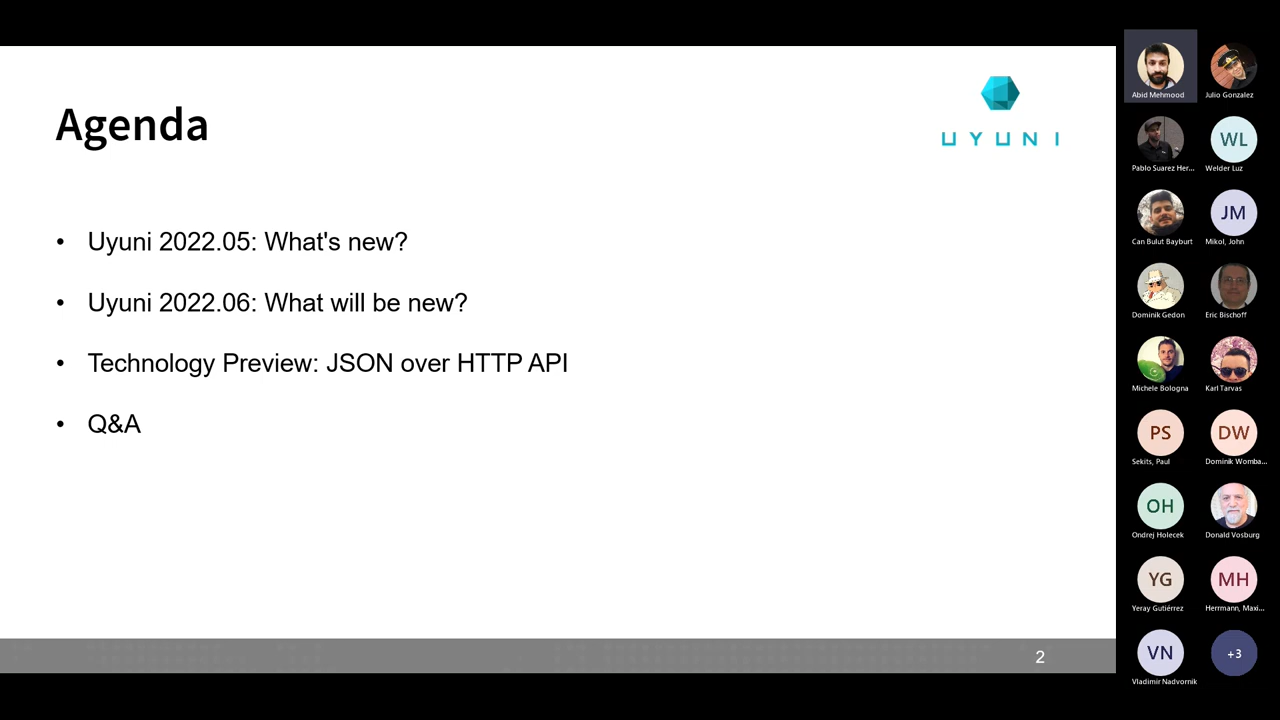 Agenda
UYUNI
• Uyuni 2022.05: What's new?
• Uyuni 2022.06: What will be new?
• Technology Preview: JSON over HTTP API
• Q&A
2
Abid Mehmood
Julio Gonzalez
Pablo Suarez Her...
WL
Welder Luz
Can Bulut Bayburt
JM
Mikol, John
Dominik Gedon
Eric Bischoff
Michele Bologna
Karl Tarvas
PS
Sekits, Paul
DW
Dominik Womba...
OH
Ondrej Holecek
Donald Vosburg
YG
Yeray Gutiérrez
MH
Herrmann, Maxi...
VN
Vladimir Nadvornik
+3